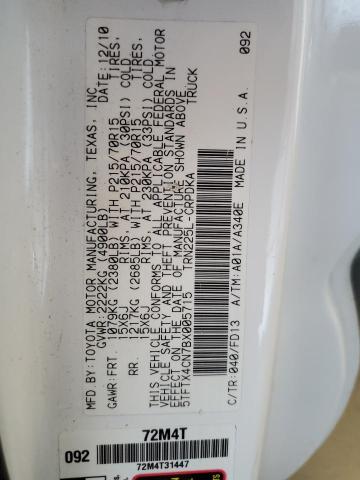 MFD.BY:TOYOTA MOTOR MANUFACTURING, TEXAS, INC. DATE:12/10
GVWR:2222KG (4900LB)
GAWR:FRT. 1079KG (2380LB) WITH P215/70R15 TIRES,
15X6J RIMS, AT 210KPA (30PSI) COLD
RR. 1217KG (2685LB) WITH P215/70R15 TIRES,
15X6J RIMS, AT 230KPA (33PSI) COLD
THIS VEHICLE CONFORMS TO ALL APPLICABLE FEDERAL MOTOR
VEHICLE SAFETY AND THEFT PREVENTION STANDARDS IN
EFFECT ON THE DATE OF MANUFACTURE SHOWN ABOVE.
5TFTX4CN7BX005715 TRN225L-CRPDKA TRUCK
C/TR:040/FD13 A/TM:A01A/A340E MADE IN U.S.A. 092
72M4T
092 72M4T31447